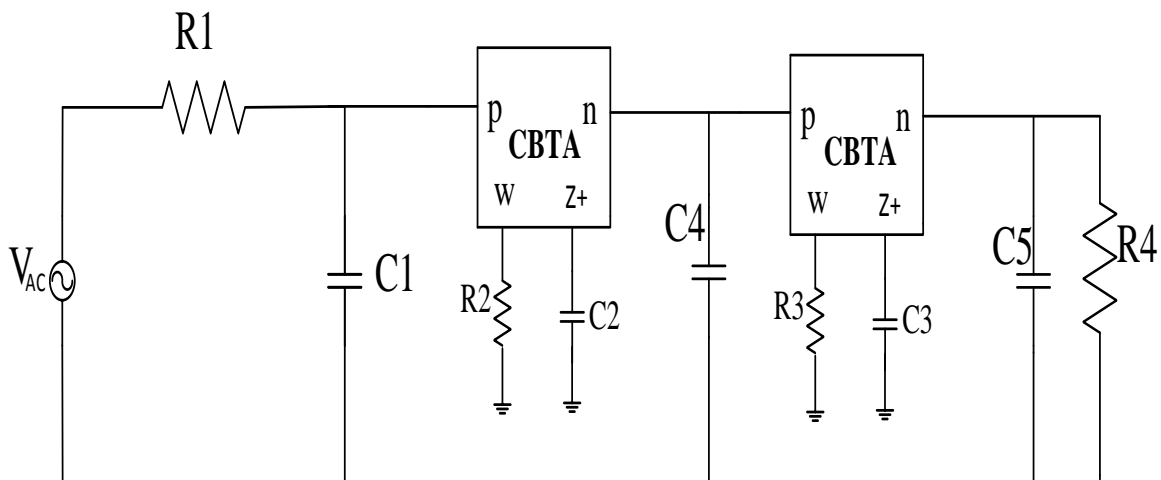 R1
p n
CBTA
w z+
p n
CBTA
w z+
VAC
C1
R2
C2
C4
R3
C3
C5
R4